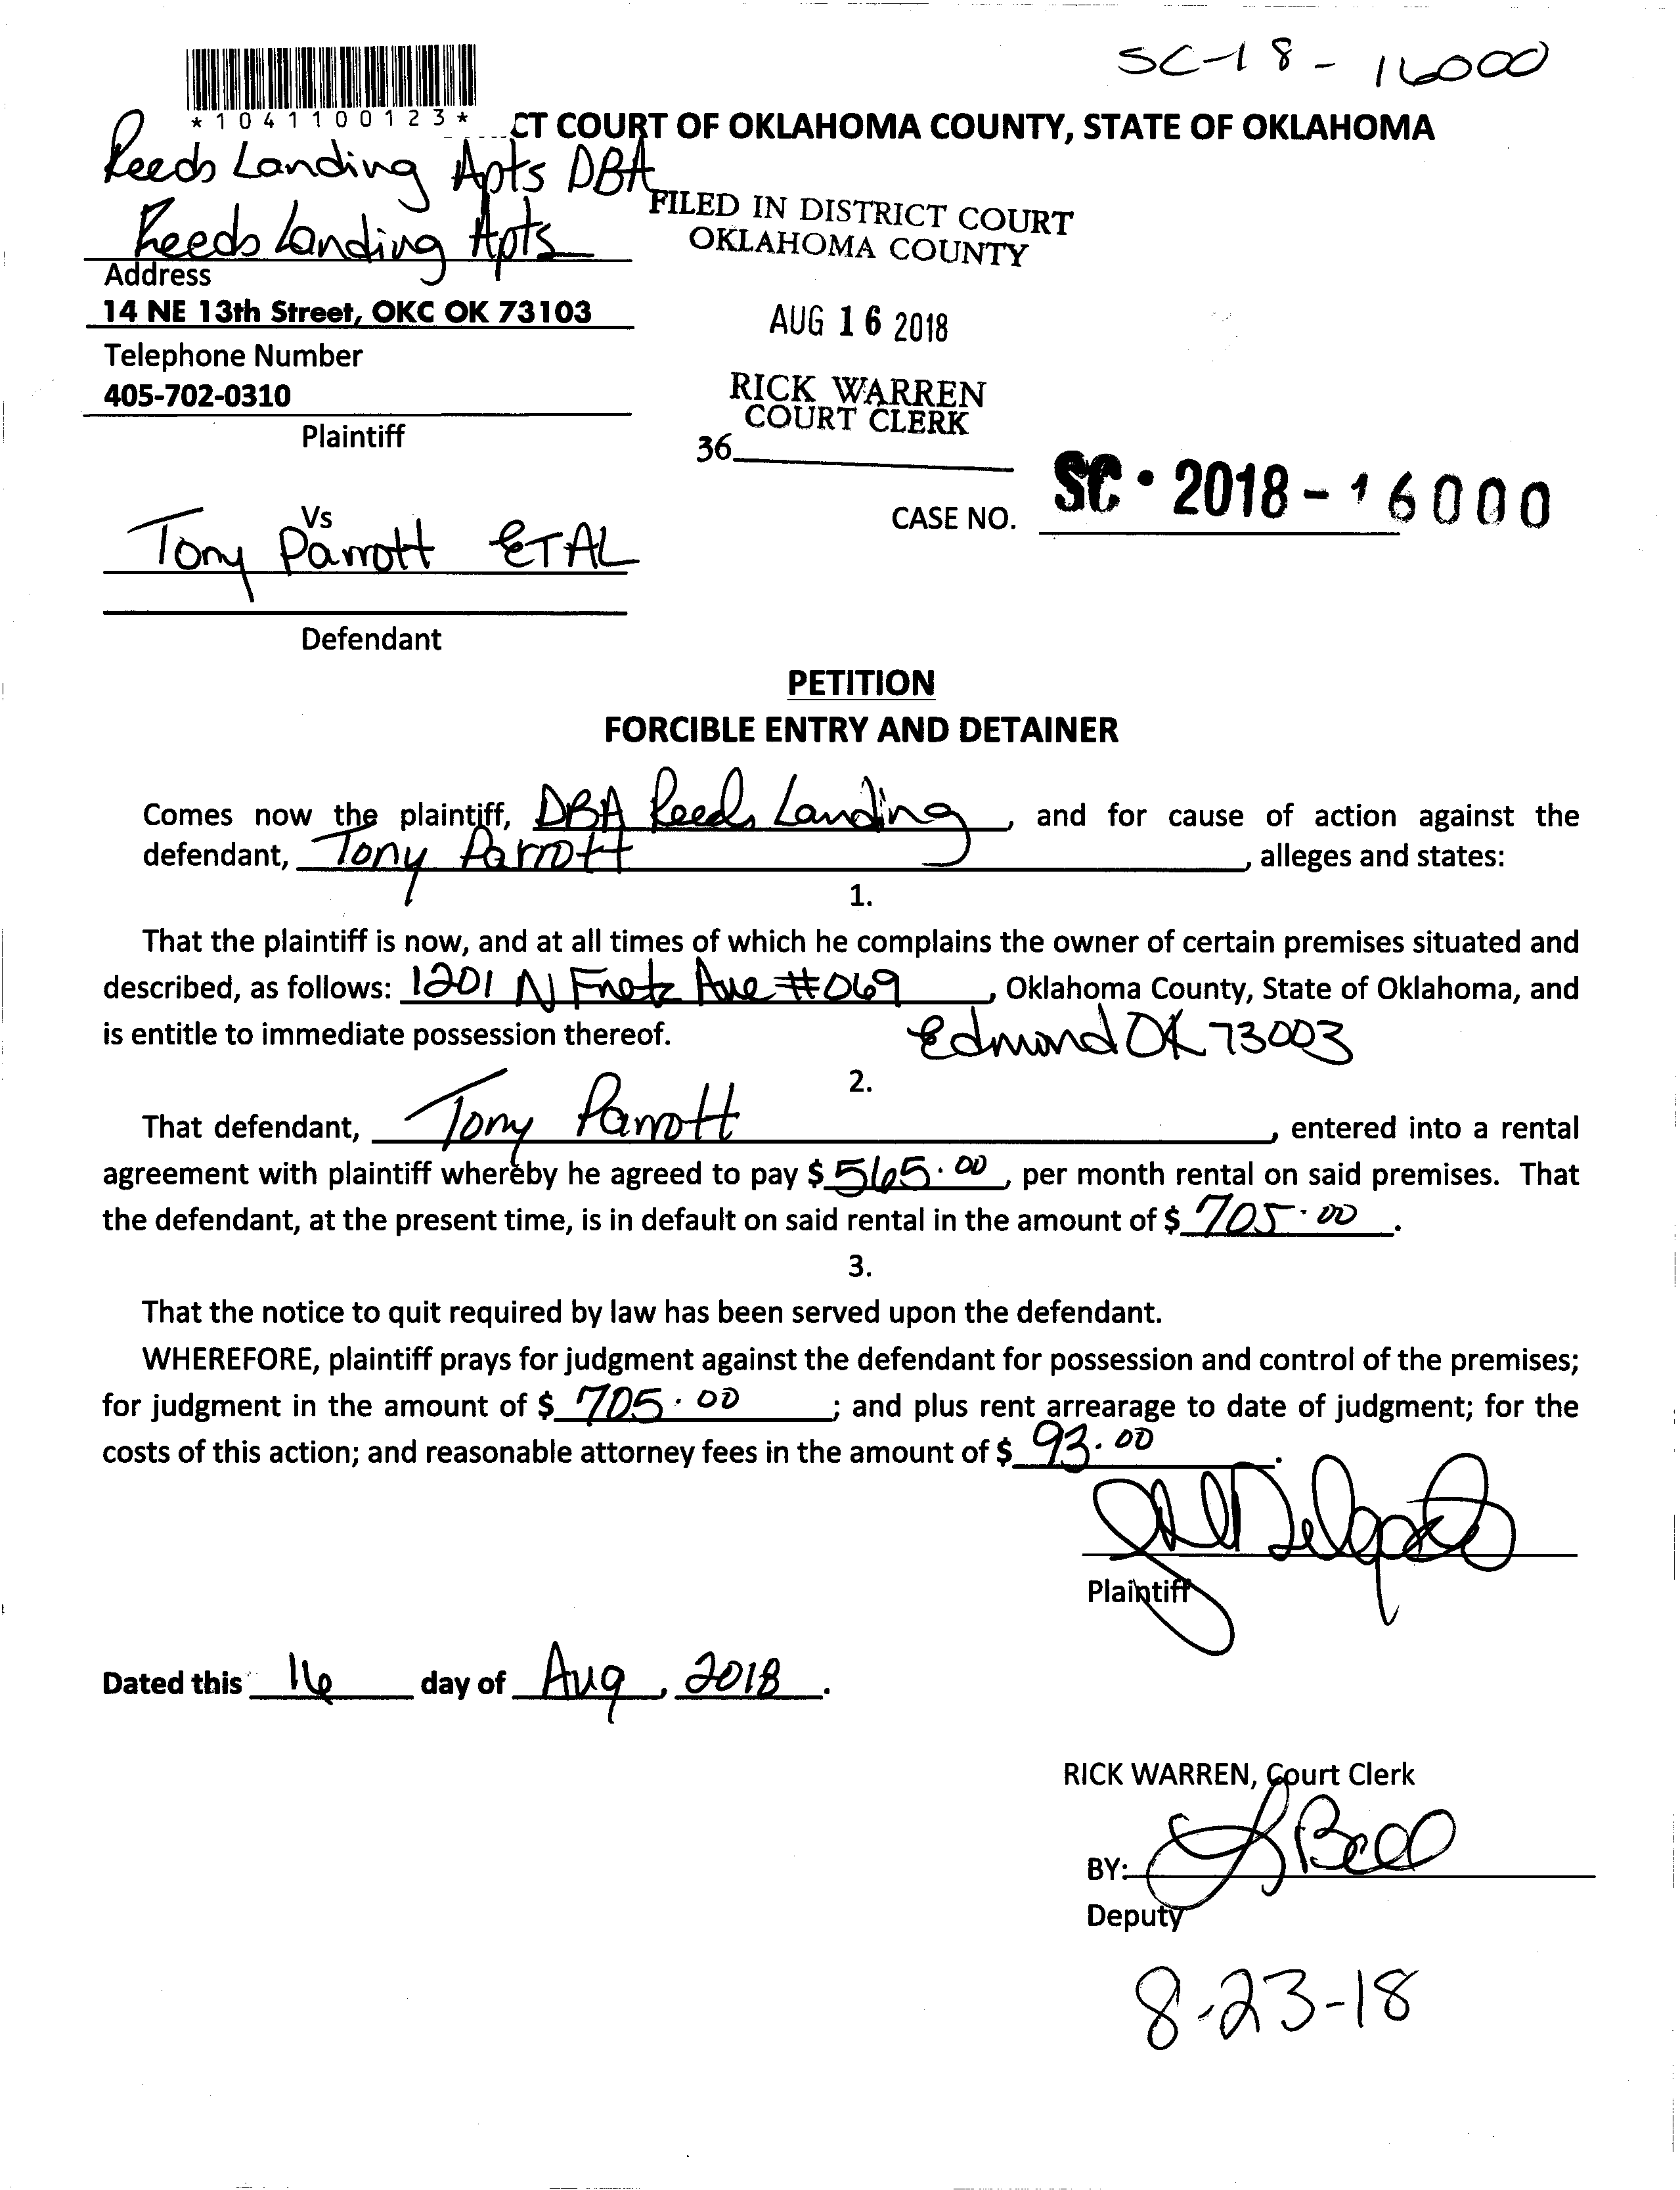 SC-18-16000
*1041100123*
CT COURT OF OKLAHOMA COUNTY, STATE OF OKLAHOMA
Reeds Landing Apts DBA
Reeds Landing Apts
FILED IN DISTRICT COURT
OKLAHOMA COUNTY
Address
14 NE 13th Street, OKC OK 73103
AUG 16 2018
Telephone Number
405-702-0310
RICK WARREN
COURT CLERK
Plaintiff
36
SC • 2018-16000
CASE NO.
Vs
Tony Parrott ETAL
Defendant
PETITION
FORCIBLE ENTRY AND DETAINER
Comes now the plaintiff, DBA Reeds Landing, and for cause of action against the
defendant, Tony Parrott, alleges and states:
1.
That the plaintiff is now, and at all times of which he complains the owner of certain premises situated and
described, as follows: 1201 N Fretz Ave #069, Oklahoma County, State of Oklahoma, and
is entitle to immediate possession thereof. Edmond OK 73003
2.
That defendant, Tony Parrott, entered into a rental
agreement with plaintiff whereby he agreed to pay $ 565.00, per month rental on said premises. That
the defendant, at the present time, is in default on said rental in the amount of $ 705.00.
3.
That the notice to quit required by law has been served upon the defendant.
WHEREFORE, plaintiff prays for judgment against the defendant for possession and control of the premises;
for judgment in the amount of $ 705.00; and plus rent arrearage to date of judgment; for the
costs of this action; and reasonable attorney fees in the amount of $ 93.00.
Plaintiff
Dated this 16 day of Aug, 2018.
RICK WARREN, Court Clerk
BY: Bell
Deputy
8-23-18